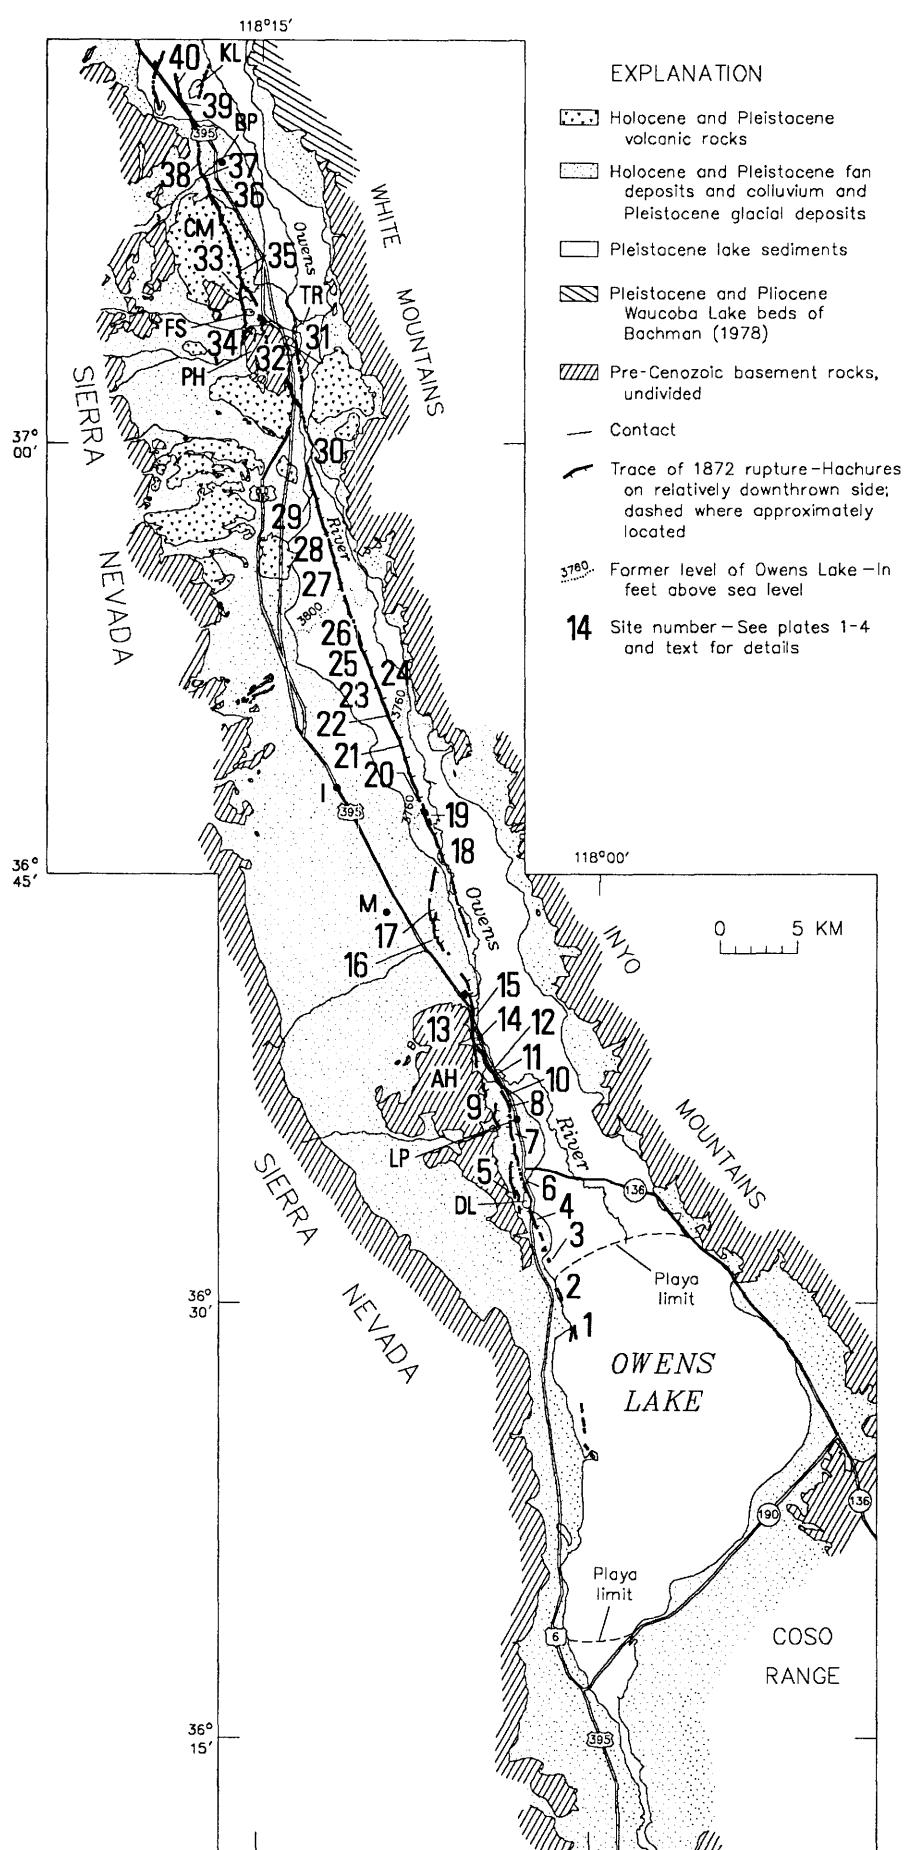 118°15'
EXPLANATION
Holocene and Pleistocene
volcanic rocks
Holocene and Pleistocene fan
deposits and colluvium and
Pleistocene glacial deposits
Pleistocene lake sediments
Pleistocene and Pliocene
Waucoba Lake beds of
Bachman (1978)
Pre-Cenozoic basement rocks,
undivided
Contact
Trace of 1872 rupture-Hachures
on relatively downthrown side;
dashed where approximately
located
3760
Former level of Owens Lake-In
feet above sea level
14
Site number-See plates 1-4
and text for details
40
KL
39
395
BP
38
37
36
WHITE
MOUNTAINS
CM
Owens
33
35
TR
FS
34
32
31
PH
SIERRA
NEVADA
37°
00'
30
29
River
28
27
3800
26
25
24
23
3760
22
21
20
I
395
3760
19
18
36°
45'
118°00'
M
17
16
Owens
INYO
MOUNTAINS
0 5 KM
15
13
14
12
11
AH
10
9
8
LP
7
River
5
136
6
DL
4
3
SIERRA
NEVADA
Playa
limit
2
36°
30'
1
OWENS
LAKE
136
190
Playa
limit
6
COSO
RANGE
36°
15'
395